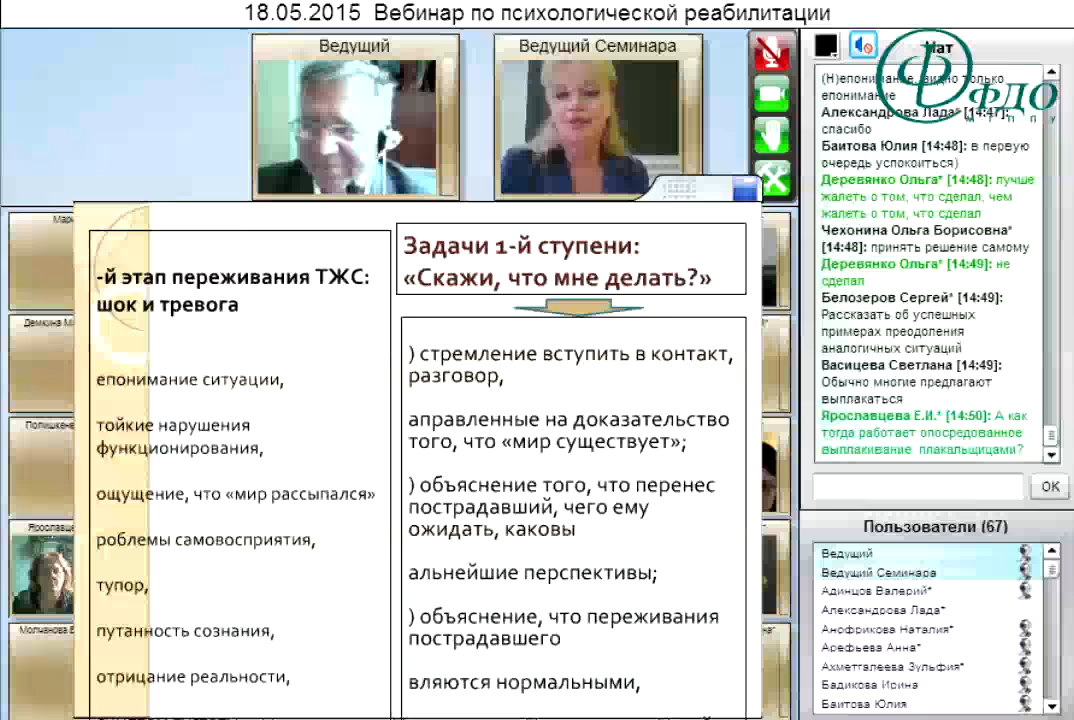 18.05.2015 Вебинар по психологической реабилитации
Ведущий
Ведущий Семинара
Чат
ФДО
МГППУ
(Н)епонимание, видно только
епонимание
Александрова Лада* [14:47]:
спасибо
Баитова Юлия [14:48]: в первую
очередь успокоиться)
Деревянко Ольга* [14:48]: лучше
жалеть о том, что сделал, чем
жалеть о том, что сделал
Чехонина Ольга Борисовна*
[14:48]: принять решение самому
Деревянко Ольга* [14:49]: не
сделал
Белозеров Сергей* [14:49]:
Рассказать об успешных
примерах преодоления
аналогичных ситуаций
Васицева Светлана [14:49]:
Обычно многие предлагают
выплакаться
Ярославцева Е.И.* [14:50]: А как
тогда работает опосредованное
выплакивание плакальщицами?
OK
Пользователи (67)
Ведущий
Ведущий Семинара
Адинцов Валерий*
Александрова Лада*
Анофрикова Наталия*
Арефьева Анна*
Ахметгалеева Зульфия*
Бадикова Ирина
Баитова Юлия
-й этап переживания ТЖС:
шок и тревога
епонимание ситуации,
тойкие нарушения
функционирования,
ощущение, что «мир рассыпался»
роблемы самовосприятия,
тупор,
путанность сознания,
отрицание реальности,
Задачи 1-й ступени:
«Скажи, что мне делать?»
) стремление вступить в контакт,
разговор,
аправленные на доказательство
того, что «мир существует»;
) объяснение того, что перенес
пострадавший, чего ему
ожидать, каковы
альнейшие перспективы;
) объяснение, что переживания
пострадавшего
вляются нормальными,
Демкина М
Ярославце
Молчанова Е